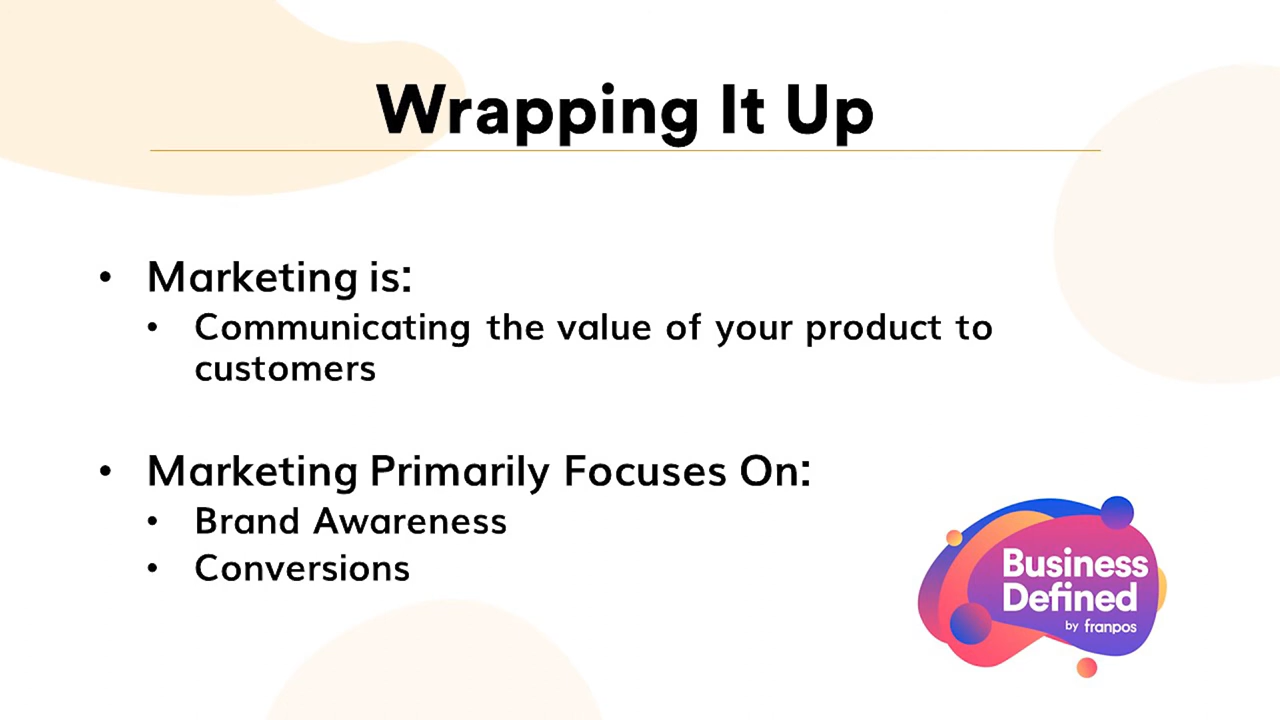 Wrapping It Up
• Marketing is:
• Communicating the value of your product to
customers
• Marketing Primarily Focuses On:
• Brand Awareness
• Conversions
Business
Defined
by franpos